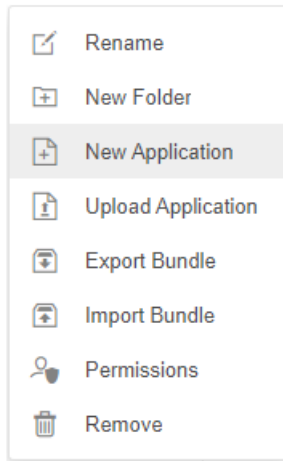 Rename
New Folder
New Application
Upload Application
Export Bundle
Import Bundle
Permissions
Remove